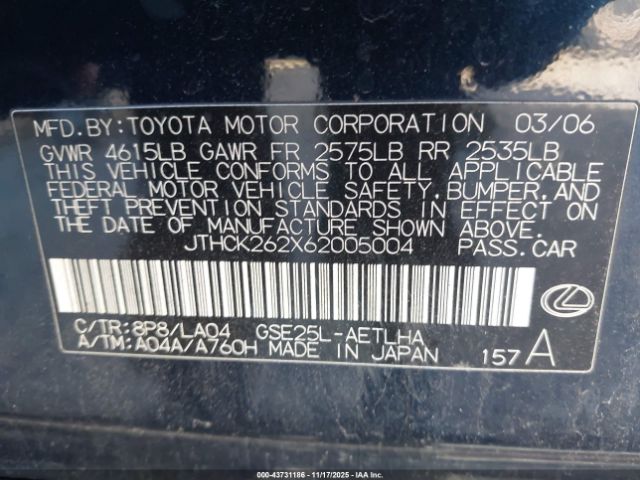 MFD.BY:TOYOTA MOTOR CORPORATION 03/06
GVWR 4615LB GAWR FR 2575LB RR 2535LB
THIS VEHICLE CONFORMS TO ALL APPLICABLE
FEDERAL MOTOR VEHICLE SAFETY,BUMPER,AND
THEFT PREVENTION STANDARDS IN EFFECT ON
THE DATE OF MANUFACTURE SHOWN ABOVE.
JTHCK262X62005004 PASS.CAR
C/TR:8P8/LA04 GSE25L-AETLHA
A/TM:A04A/A760H MADE IN JAPAN 157A
000-43731186 - 11/17/2025 - IAA Inc.